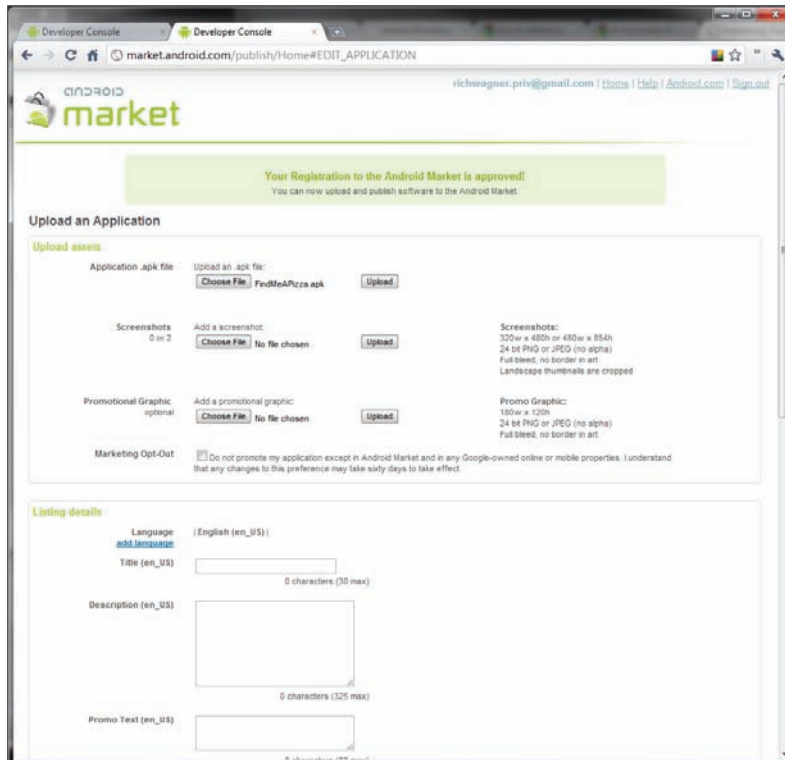 Developer Console
Developer Console
market.android.com/publish/Home#EDIT_APPLICATION
richwagner.priv@gmail.com | Home | Help | Android.com | Sign out
android
market
Your Registration to the Android Market is approved!
You can now upload and publish software to the Android Market.
Upload an Application
Upload assets
Application .apk file
Upload an .apk file:
Choose File FindMeAPizza.apk Upload
Screenshots
0 or 2
Add a screenshot:
Choose File No file chosen Upload
Screenshots:
320w x 480h or 480w x 854h
24 bit PNG or JPEG (no alpha)
Full bleed, no border in art
Landscape thumbnails are cropped
Promotional Graphic
optional
Add a promotional graphic:
Choose File No file chosen Upload
Promo Graphic:
180w x 120h
24 bit PNG or JPEG (no alpha)
Full bleed, no border in art
Marketing Opt-Out
Do not promote my application except in Android Market and in any Google-owned online or mobile properties. I understand
that any changes to this preference may take sixty days to take effect.
Listing details
Language
add language
| English (en_US) |
Title (en_US)
0 characters (30 max)
Description (en_US)
0 characters (325 max)
Promo Text (en_US)